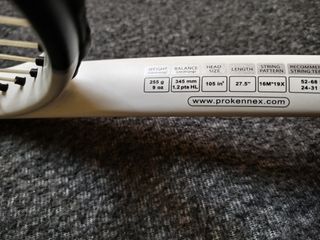 WEIGHT BALANCE HEAD SIZE LENGTH STRING PATTERN RECOMME STRING TE
255 g 345 mm 105 in² 27.5" 16M*19X 52-68
9 oz 1.2 pts HL 24-31
www.prokennex.com